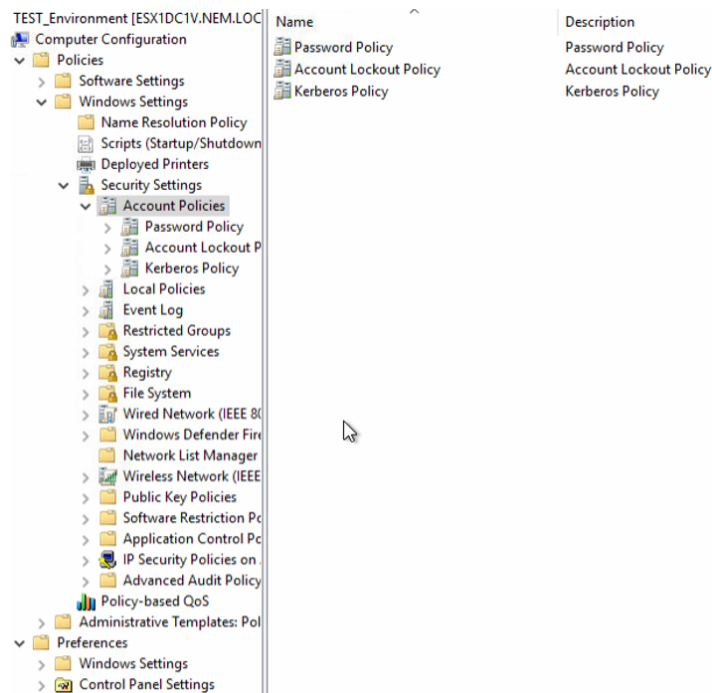 TEST_Environment [ESX1DC1V.NEM.LOC
Computer Configuration
Policies
Software Settings
Windows Settings
Name Resolution Policy
Scripts (Startup/Shutdown
Deployed Printers
Security Settings
Account Policies
Password Policy
Account Lockout P
Kerberos Policy
Local Policies
Event Log
Restricted Groups
System Services
Registry
File System
Wired Network (IEEE 80
Windows Defender Fire
Network List Manager
Wireless Network (IEEE
Public Key Policies
Software Restriction Po
Application Control Po
IP Security Policies on
Advanced Audit Policy
Policy-based QoS
Administrative Templates: Pol
Preferences
Windows Settings
Control Panel Settings
Name Description
Password Policy Password Policy
Account Lockout Policy Account Lockout Policy
Kerberos Policy Kerberos Policy